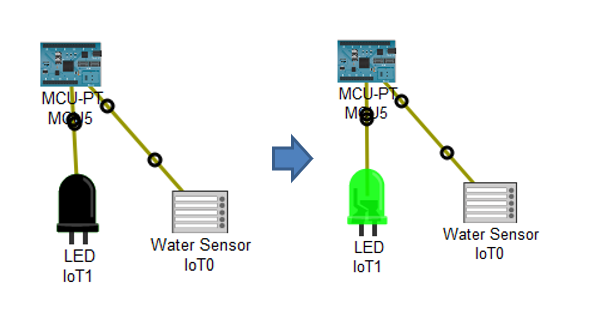 MCU-PT
MCU5
LED
IoT1
Water Sensor
IoT0
MCU-PT
MCU5
LED
IoT1
Water Sensor
IoT0